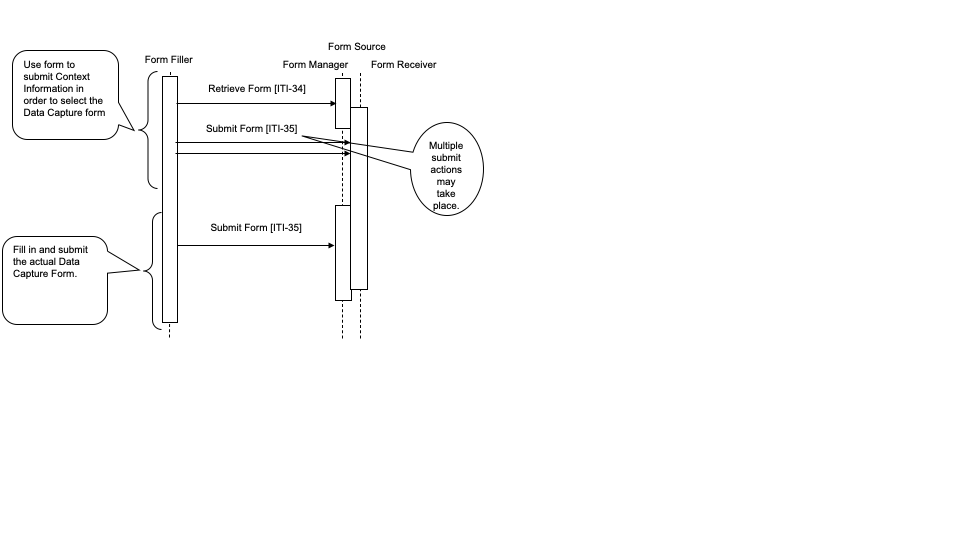 Form Source
Form Filler
Form Manager
Form Receiver
Use form to
submit Context
Information in
order to select the
Data Capture form
Retrieve Form [ITI-34]
Submit Form [ITI-35]
Multiple
submit
actions
may
take
place.
Submit Form [ITI-35]
Fill in and submit
the actual Data
Capture Form.